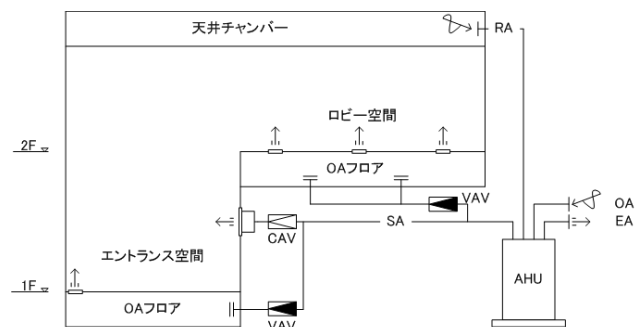 天井チャンバー
RA
ロビー空間
2F
OAフロア
VAV
OA
SA
EA
CAV
エントランス空間
AHU
1F
OAフロア
VAV